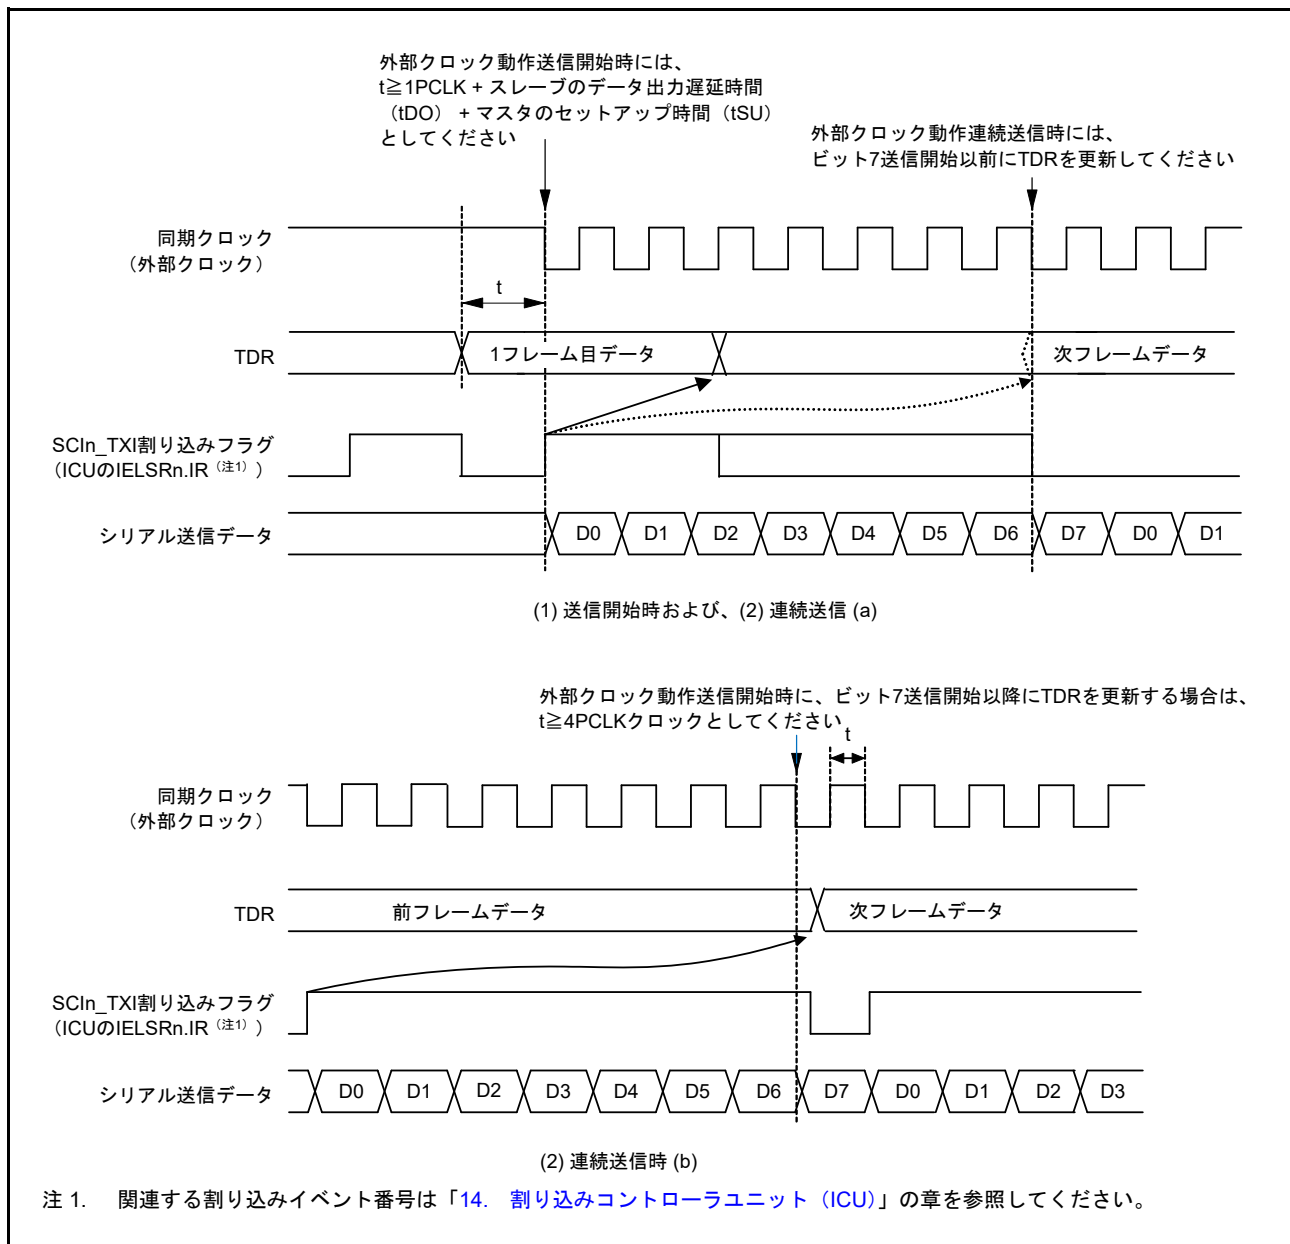 外部クロック動作送信開始時には、
t≧1PCLK + スレーブのデータ出力遅延時間
(tDO) + マスタのセットアップ時間(tSU)
としてください
外部クロック動作連続送信時には、
ビット7送信開始以前にTDRを更新してください
同期クロック
(外部クロック)
t
TDR
1フレーム目データ
次フレームデータ
SCIn_TXI割り込みフラグ
(ICUのIELSRn.IR (注1) )
シリアル送信データ
D0 D1 D2 D3 D4 D5 D6 D7 D0 D1
(1) 送信開始時および、(2) 連続送信 (a)
外部クロック動作送信開始時に、ビット7送信開始以降にTDRを更新する場合は、
t≧4PCLKクロックとしてください
t
同期クロック
(外部クロック)
TDR
前フレームデータ
次フレームデータ
SCIn_TXI割り込みフラグ
(ICUのIELSRn.IR (注1) )
シリアル送信データ
D0 D1 D2 D3 D4 D5 D6 D7 D0 D1 D2 D3
(2) 連続送信時 (b)
注 1. 関連する割り込みイベント番号は「14. 割り込みコントローラユニット(ICU)」の章を参照してください。